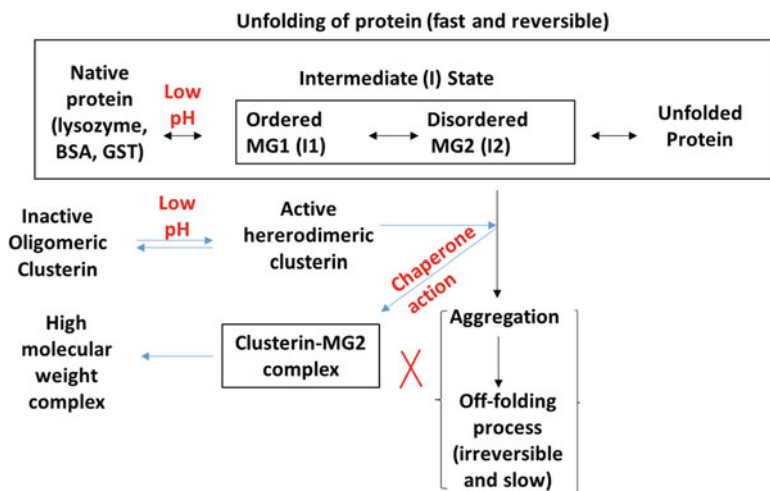 Unfolding of protein (fast and reversible)
Native
protein
(lysozyme,
BSA, GST)
Low
pH
Intermediate (I) State
Ordered
MG1 (I1)
Disordered
MG2 (I2)
Unfolded
Protein
Inactive
Oligomeric
Clusterin
Low
pH
Active
hererodimeric
clusterin
Chaperone
action
High
molecular
weight
complex
Clusterin-MG2
complex
Aggregation
Off-folding
process
(irreversible
and slow)